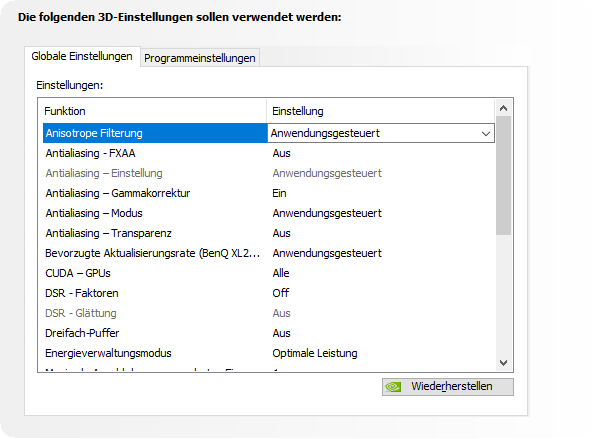 Die folgenden 3D-Einstellungen sollen verwendet werden:
Globale Einstellungen Programmeinstellungen
Einstellungen:
Funktion Einstellung
Anisotrope Filterung Anwendungsgesteuert
Antialiasing - FXAA Aus
Antialiasing – Einstellung Anwendungsgesteuert
Antialiasing – Gammakorrektur Ein
Antialiasing – Modus Anwendungsgesteuert
Antialiasing – Transparenz Aus
Bevorzugte Aktualisierungsrate (BenQ XL2... Anwendungsgesteuert
CUDA – GPUs Alle
DSR - Faktoren Off
DSR - Glättung Aus
Dreifach-Puffer Aus
Energieverwaltungsmodus Optimale Leistung
Wiederherstellen